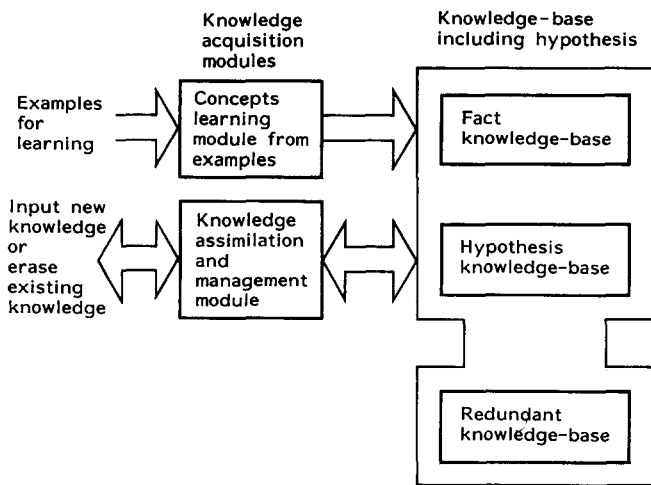 Knowledge
acquisition
modules
Knowledge-base
including hypothesis
Examples
for
learning
Concepts
learning
module from
examples
Fact
knowledge-base
Input new
knowledge
or
erase
existing
knowledge
Knowledge
assimilation
and
management
module
Hypothesis
knowledge-base
Redundant
knowledge-base